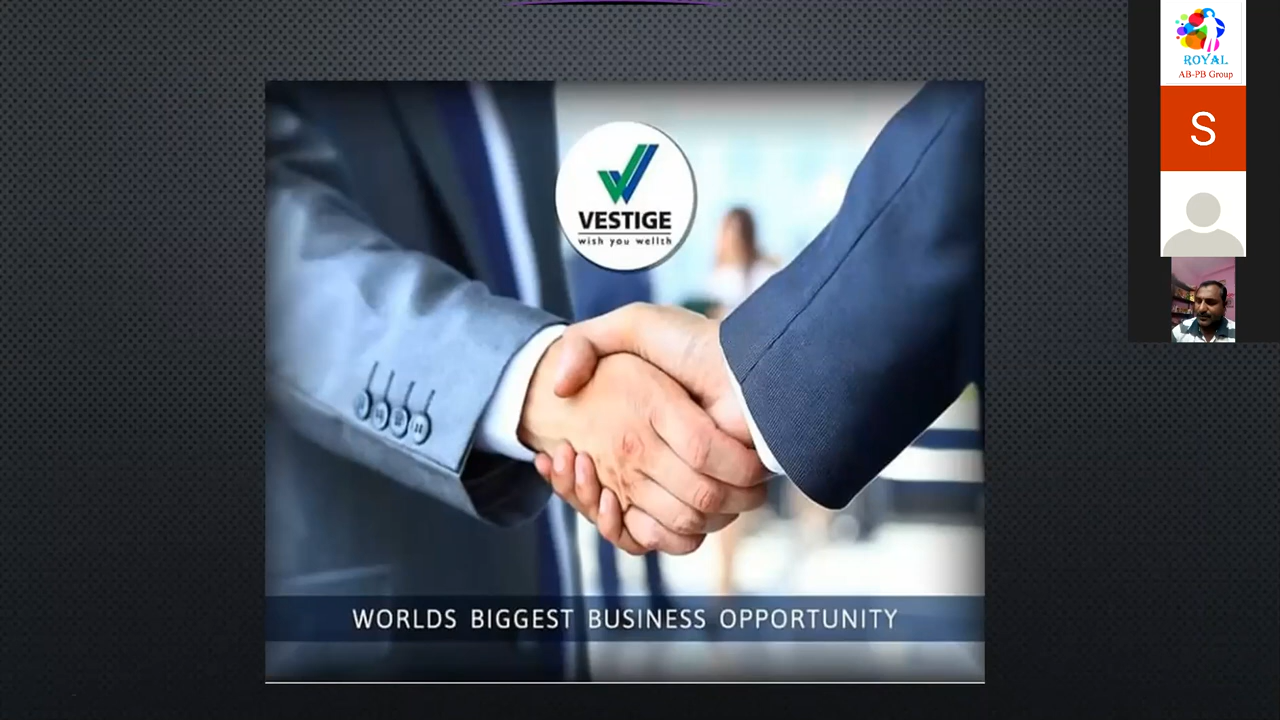 VESTIGE
wish you wellth
WORLDS BIGGEST BUSINESS OPPORTUNITY
ROYAL
AB-PB Group
S